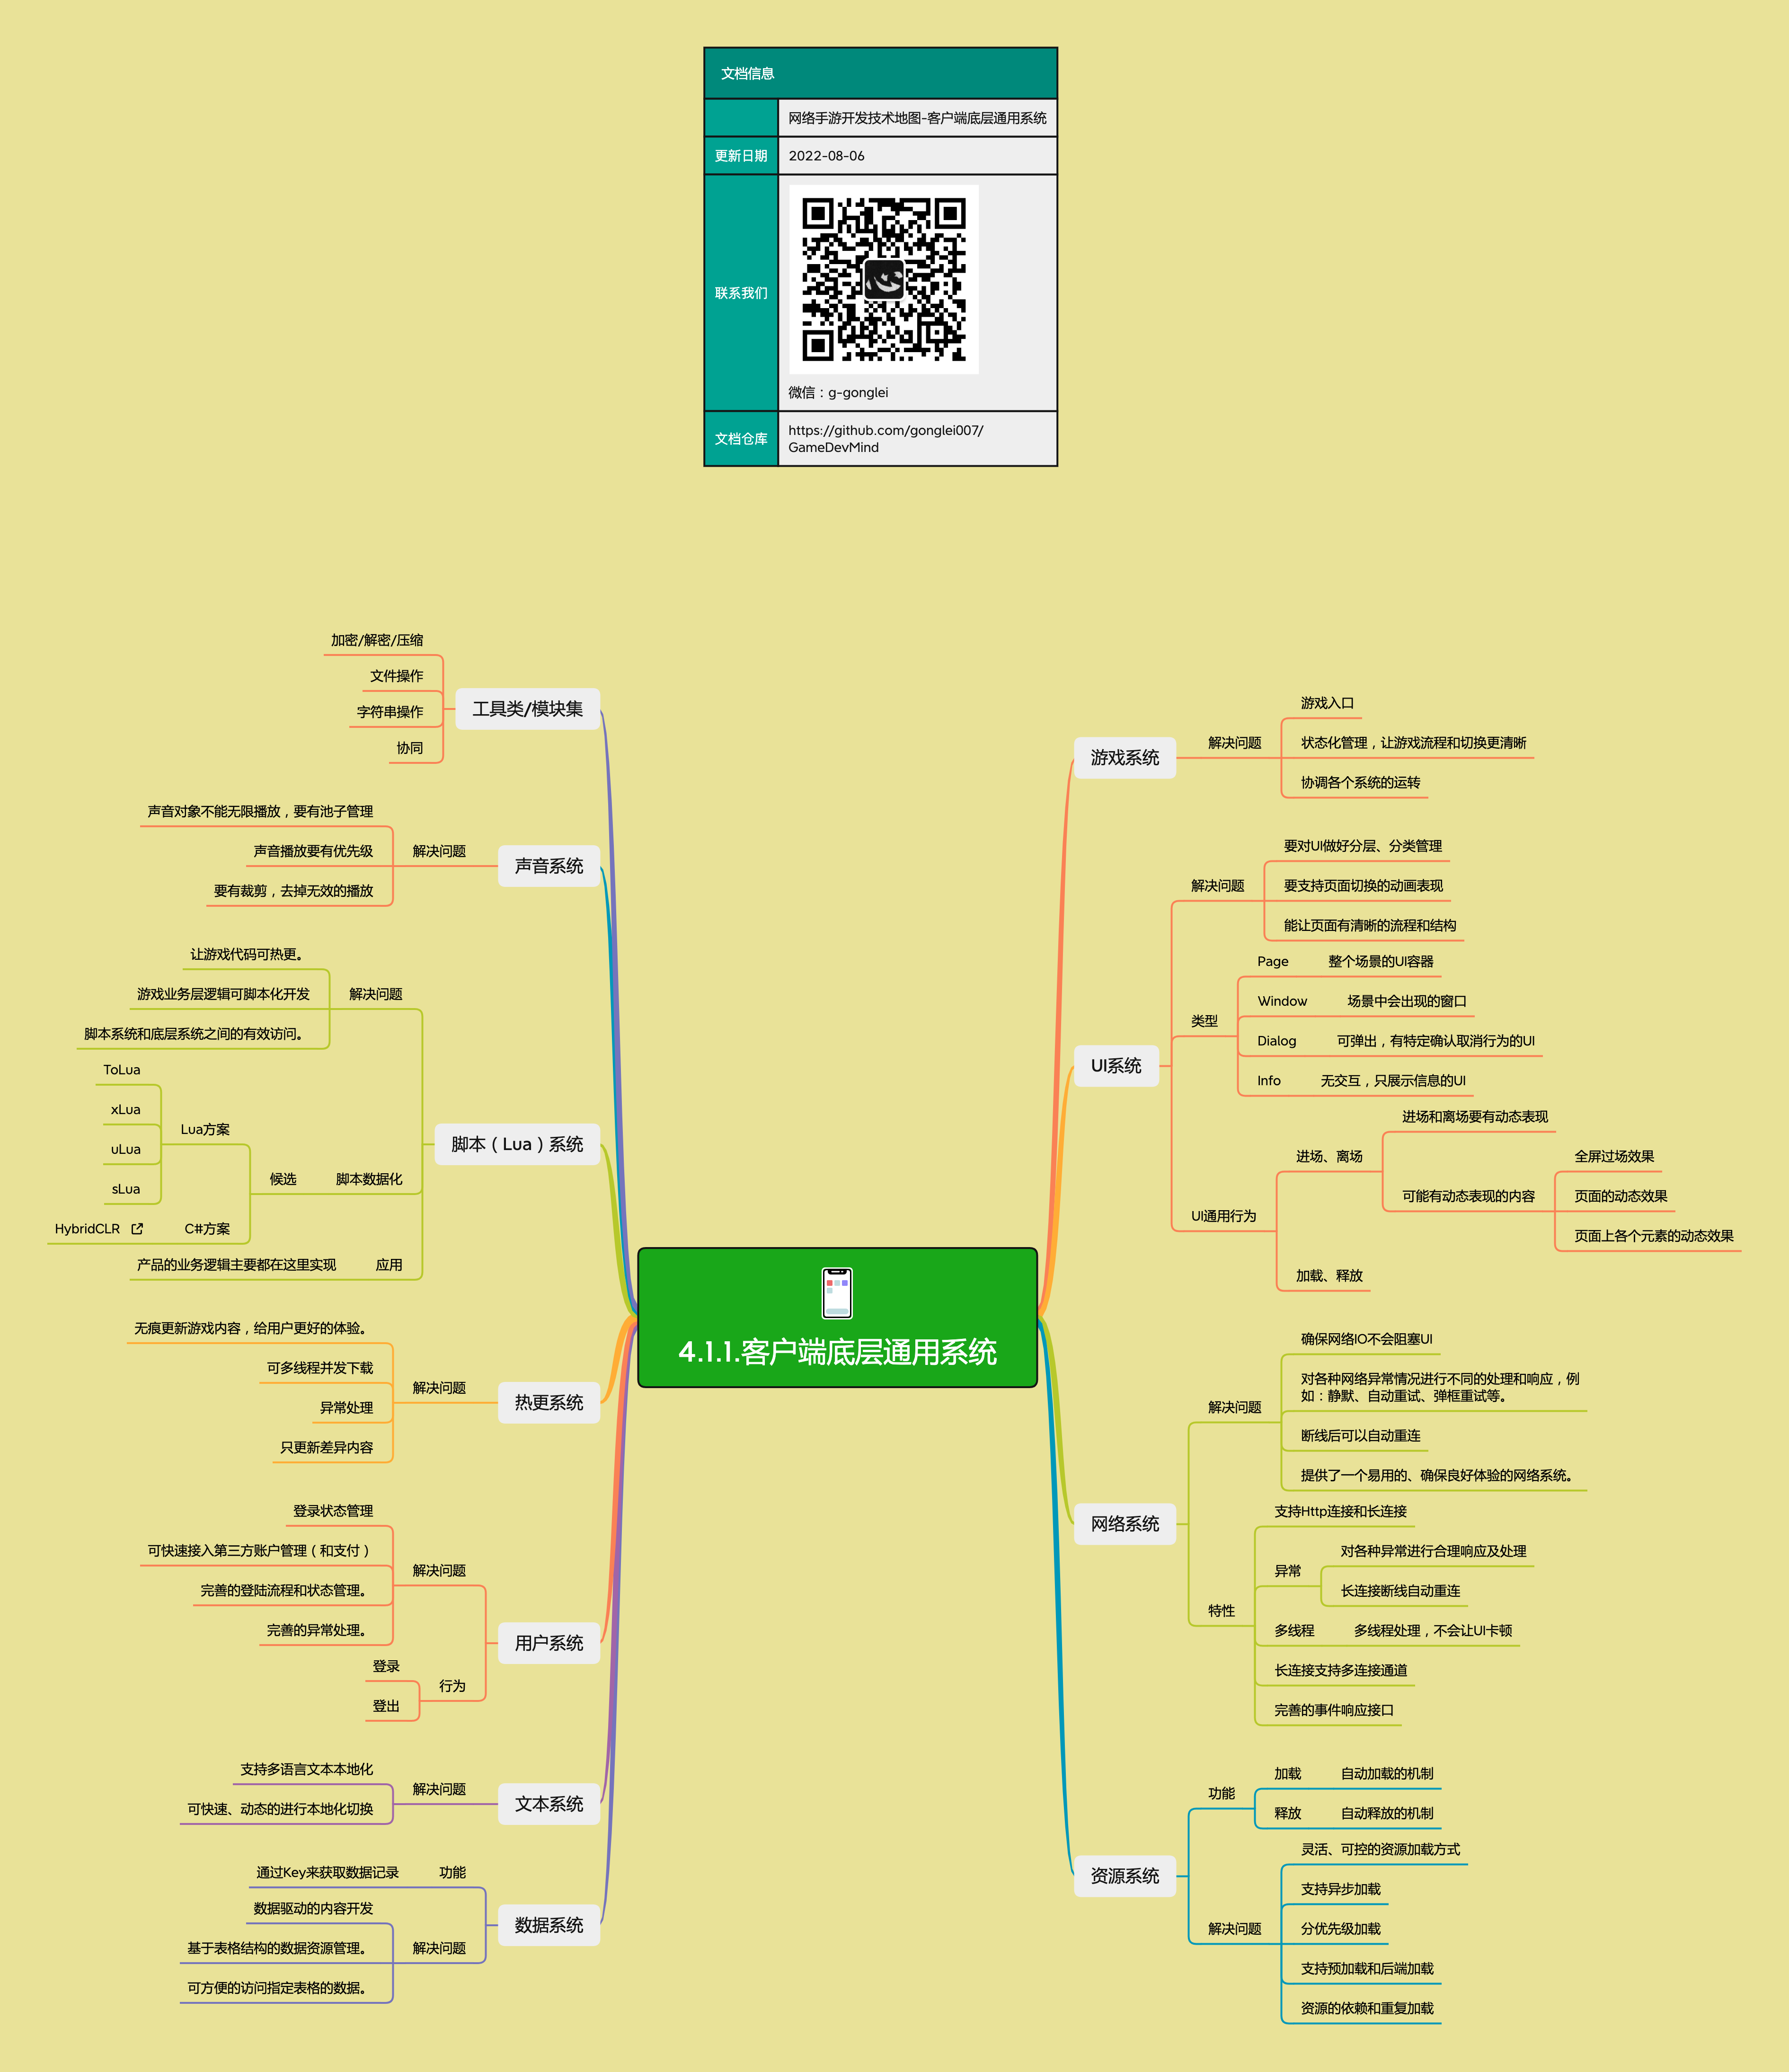 文档信息
网络手游开发技术地图-客户端底层通用系统
更新日期
2022-08-06
联系我们
微信：g-gonglei
文档仓库
https://github.com/gonglei007/
GameDevMind
4.1.1.客户端底层通用系统
游戏系统
解决问题
游戏入口
状态化管理，让游戏流程和切换更清晰
协调各个系统的运转
UI系统
解决问题
要对UI做好分层、分类管理
要支持页面切换的动画表现
能让页面有清晰的流程和结构
类型
Page
整个场景的UI容器
Window
场景中会出现的窗口
Dialog
可弹出，有特定确认取消行为的UI
Info
无交互，只展示信息的UI
UI通用行为
进场、离场
进场和离场要有动态表现
可能有动态表现的内容
全屏过场效果
页面的动态效果
页面上各个元素的动态效果
加载、释放
网络系统
解决问题
确保网络IO不会阻塞UI
对各种网络异常情况进行不同的处理和响应，例
如：静默、自动重试、弹框重试等。
断线后可以自动重连
提供了一个易用的、确保良好体验的网络系统。
特性
支持Http连接和长连接
异常
对各种异常进行合理响应及处理
长连接断线自动重连
多线程
多线程处理，不会让UI卡顿
长连接支持多连接通道
完善的事件响应接口
资源系统
功能
加载
自动加载的机制
释放
自动释放的机制
解决问题
灵活、可控的资源加载方式
支持异步加载
分优先级加载
支持预加载和后端加载
资源的依赖和重复加载
工具类/模块集
加密/解密/压缩
文件操作
字符串操作
协同
声音系统
解决问题
声音对象不能无限播放，要有池子管理
声音播放要有优先级
要有裁剪，去掉无效的播放
脚本（Lua）系统
解决问题
让游戏代码可热更。
游戏业务层逻辑可脚本化开发
脚本系统和底层系统之间的有效访问。
脚本数据化
候选
Lua方案
ToLua
xLua
uLua
sLua
C#方案
HybridCLR
应用
产品的业务逻辑主要都在这里实现
热更系统
解决问题
无痕更新游戏内容，给用户更好的体验。
可多线程并发下载
异常处理
只更新差异内容
用户系统
解决问题
登录状态管理
可快速接入第三方账户管理（和支付）
完善的登陆流程和状态管理。
完善的异常处理。
行为
登录
登出
文本系统
解决问题
支持多语言文本本地化
可快速、动态的进行本地化切换
数据系统
功能
通过Key来获取数据记录
解决问题
数据驱动的内容开发
基于表格结构的数据资源管理。
可方便的访问指定表格的数据。